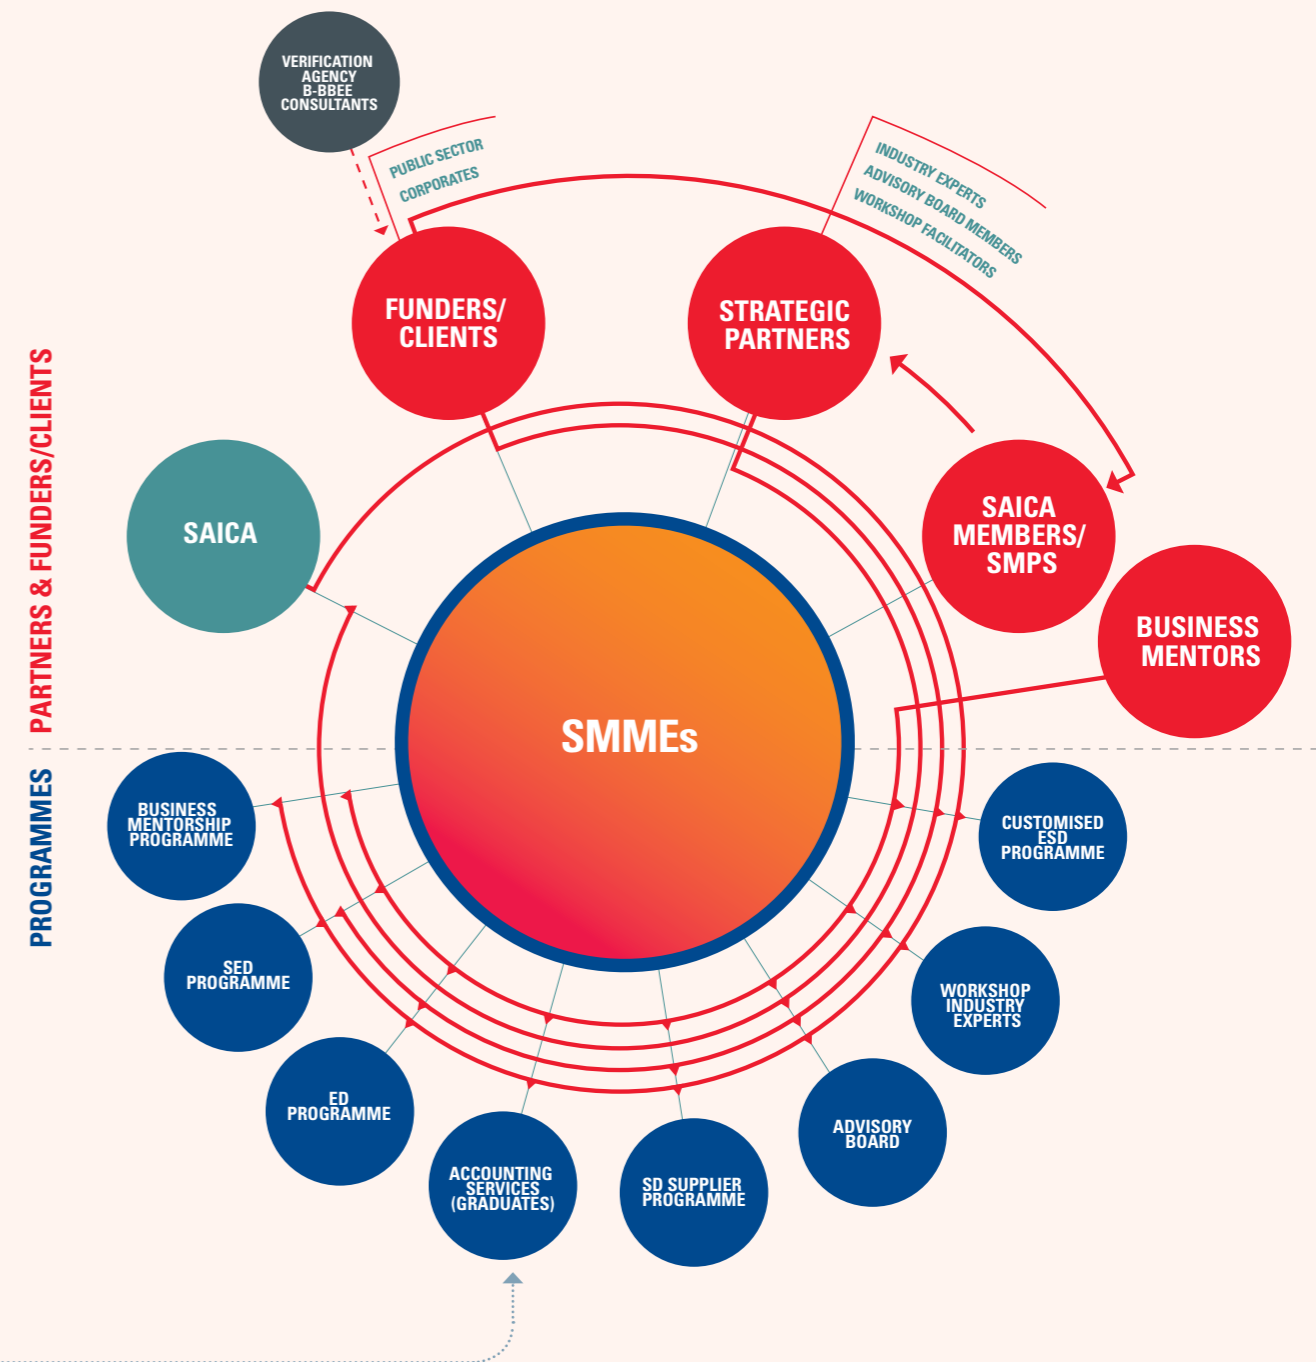 VERIFICATION
AGENCY
B-BBEE
CONSULTANTS
PUBLIC SECTOR
CORPORATES
INDUSTRY EXPERTS
ADVISORY BOARD MEMBERS
WORKSHOP FACILITATORS
FUNDERS/
CLIENTS
STRATEGIC
PARTNERS
SAICA
SAICA
MEMBERS/
SMPS
BUSINESS
MENTORS
PARTNERS & FUNDERS/CLIENTS
SMMEs
PROGRAMMES
BUSINESS
MENTORSHIP
PROGRAMME
CUSTOMISED
ESD
PROGRAMME
SED
PROGRAMME
WORKSHOP
INDUSTRY
EXPERTS
ED
PROGRAMME
ADVISORY
BOARD
ACCOUNTING
SERVICES
(GRADUATES)
SD SUPPLIER
PROGRAMME